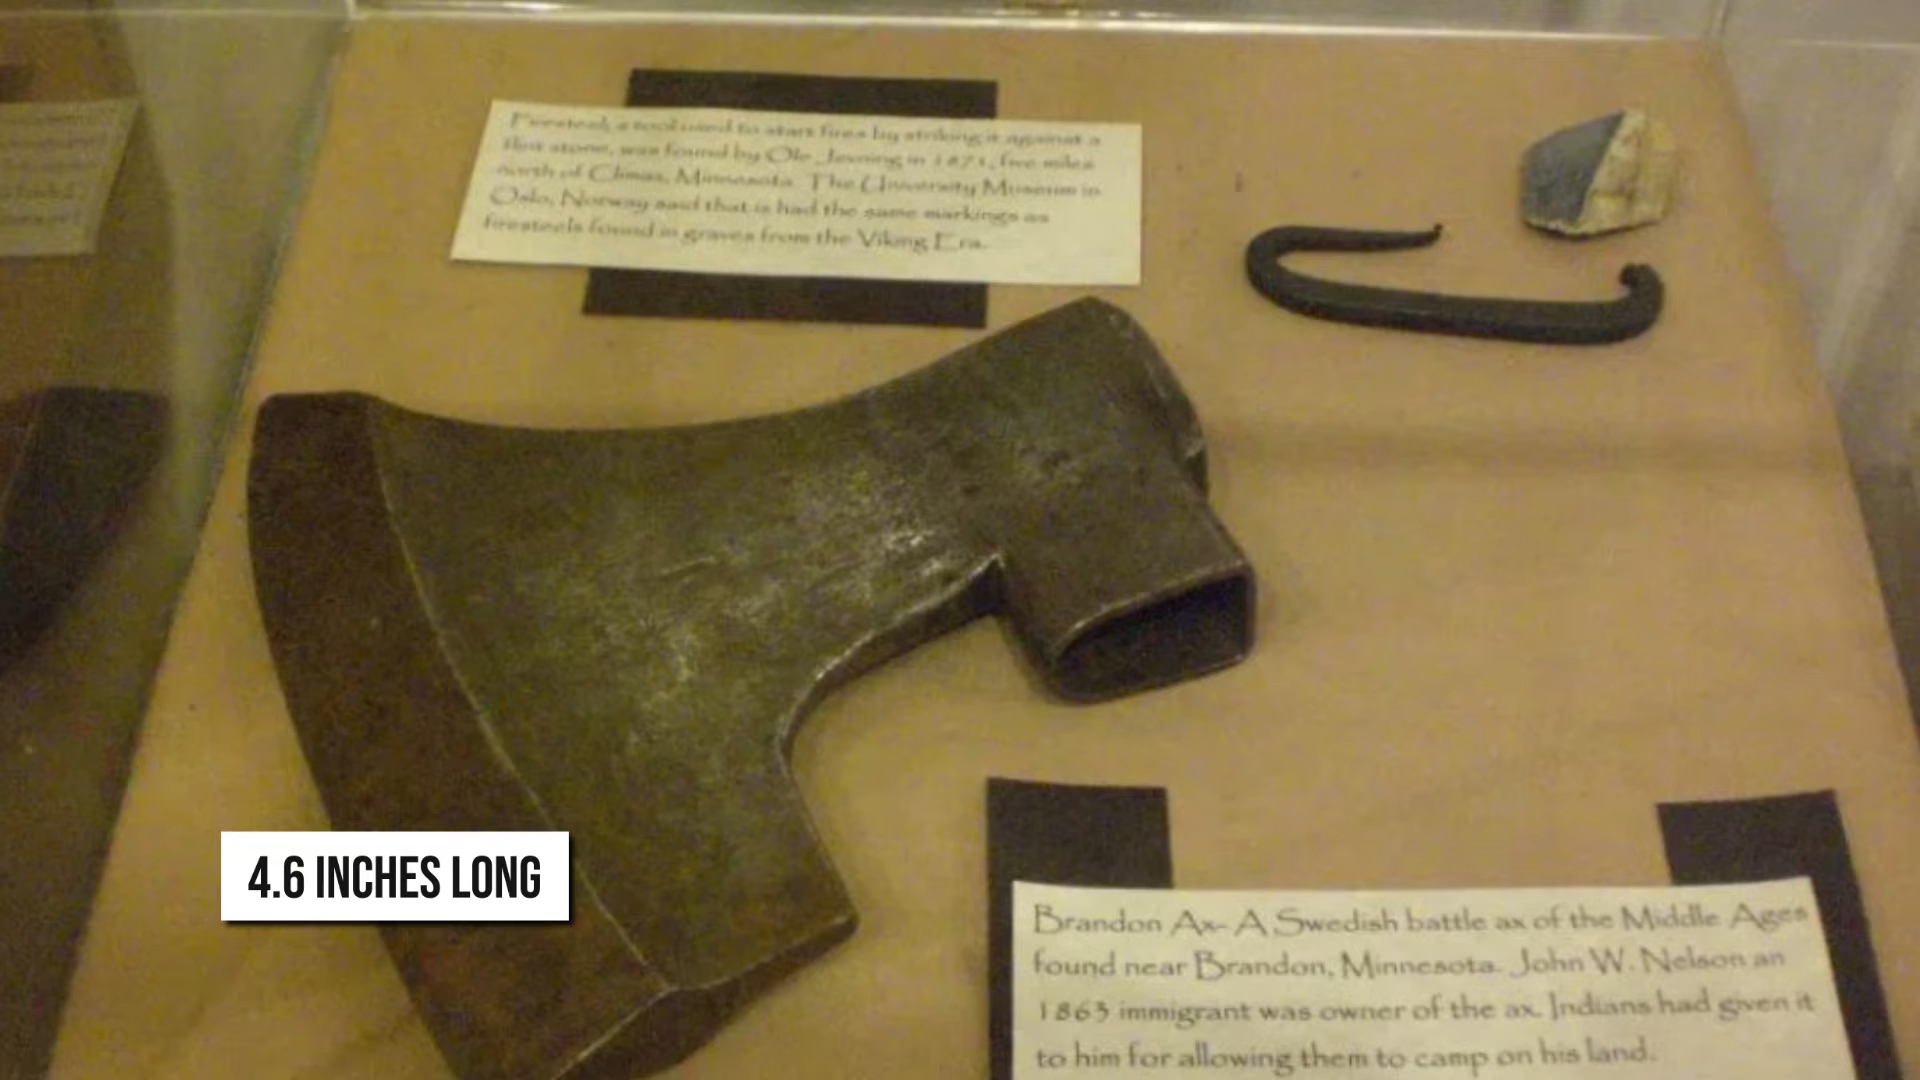 Firesteel, a tool used to start fires by striking it against a
flint stone, was found by Ole Jevning in 1871, five miles
north of Climax, Minnesota. The University Museum in
Oslo, Norway said that is had the same markings as
firesteels found in graves from the Viking Era.
4.6 INCHES LONG
Brandon Ax- A Swedish battle ax of the Middle Ages
found near Brandon, Minnesota. John W. Nelson an
1863 immigrant was owner of the ax. Indians had given it
to him for allowing them to camp on his land.